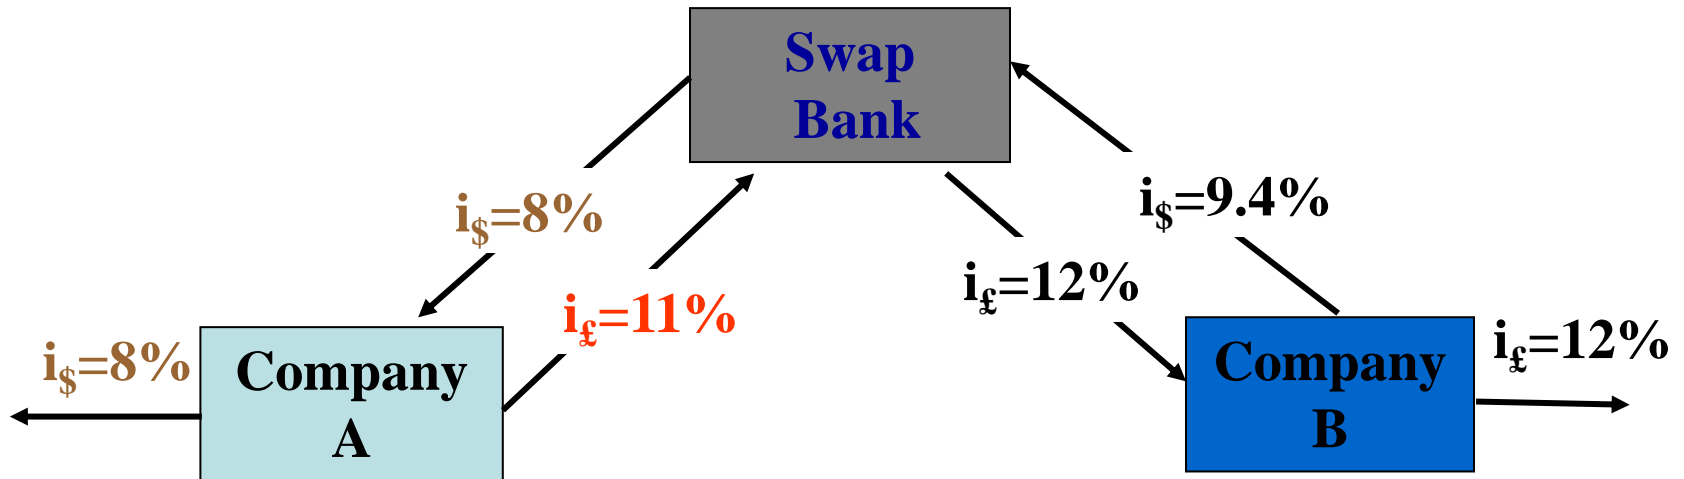 Swap
Bank
i$=8%
i£=11%
i£=12%
i$=9.4%
i$=8%
Company
A
Company
B
i£=12%